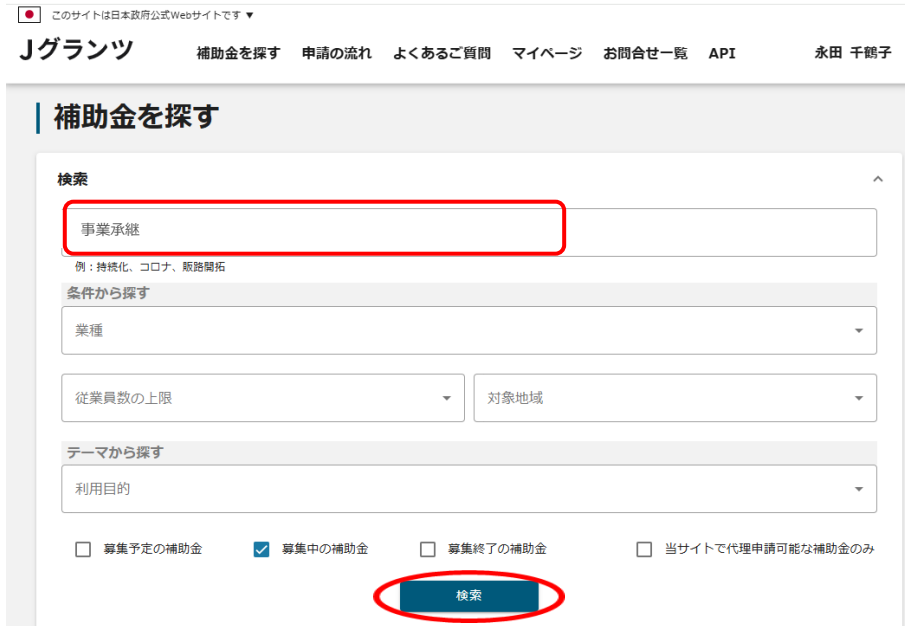 このサイトは日本政府公式Webサイトです ▼
Jグランツ 補助金を探す 申請の流れ よくあるご質問 マイページ お問合せ一覧 API 永田 千鶴子
補助金を探す
検索
事業承継
例：持続化、コロナ、販路開拓
条件から探す
業種
従業員数の上限 対象地域
テーマから探す
利用目的
募集予定の補助金 募集中の補助金 募集終了の補助金 当サイトで代理申請可能な補助金のみ
検索